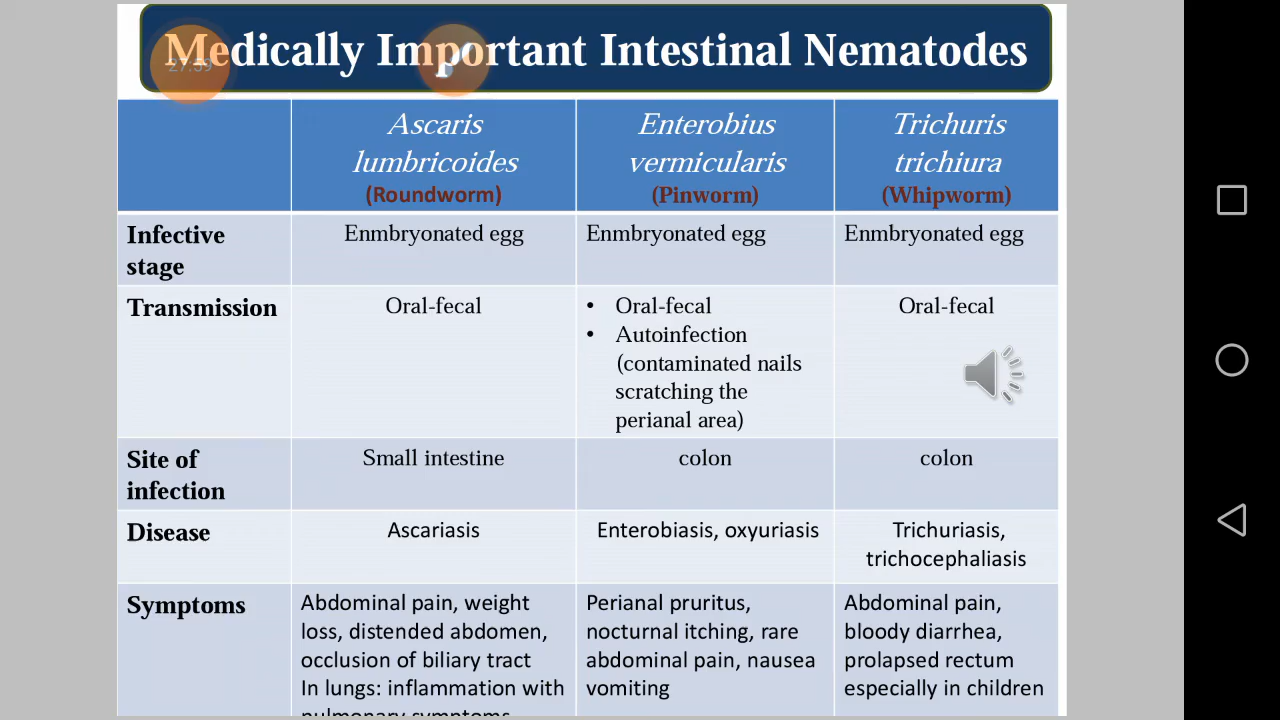 Medically Important Intestinal Nematodes
27:39
Ascaris
lumbricoides
(Roundworm)
Enterobius
vermicularis
(Pinworm)
Trichuris
trichiura
(Whipworm)
Infective
stage
Enmbryonated egg
Enmbryonated egg
Enmbryonated egg
Transmission
Oral-fecal
• Oral-fecal
• Autoinfection
(contaminated nails
scratching the
perianal area)
Oral-fecal
Site of
infection
Small intestine
colon
colon
Disease
Ascariasis
Enterobiasis, oxyuriasis
Trichuriasis,
trichocephaliasis
Symptoms
Abdominal pain, weight
loss, distended abdomen,
occlusion of biliary tract
In lungs: inflammation with
pulmonary symptoms
Perianal pruritus,
nocturnal itching, rare
abdominal pain, nausea
vomiting
Abdominal pain,
bloody diarrhea,
prolapsed rectum
especially in children